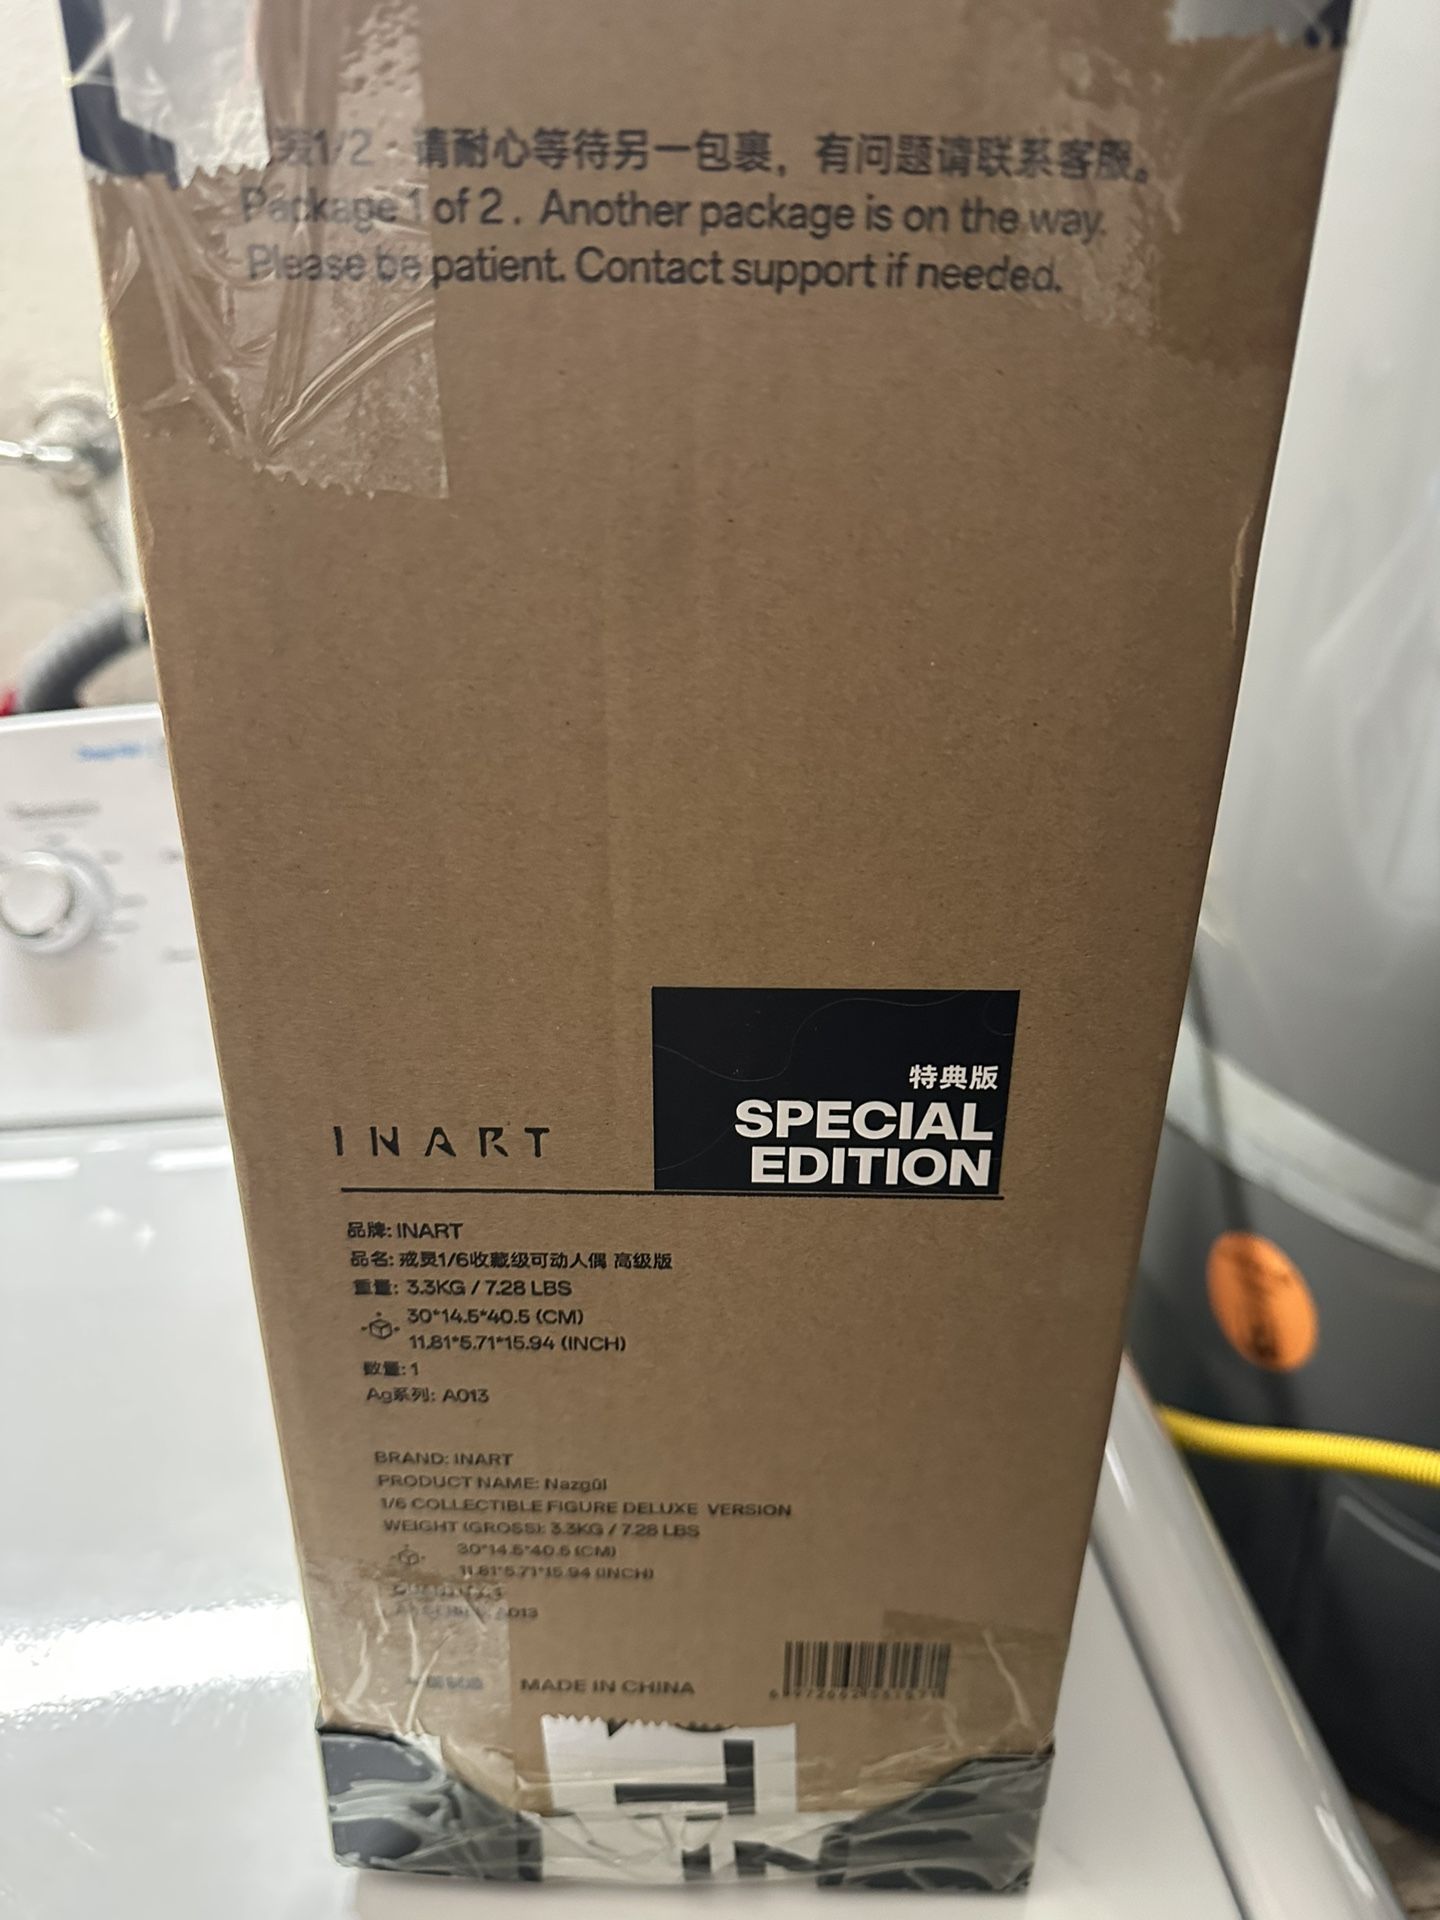 1/2 · 请耐心等待另一包裹，有问题请联系客服。
Package 1 of 2 . Another package is on the way.
Please be patient. Contact support if needed.
特典版
SPECIAL
EDITION
INART
品牌: INART
品名: 戒灵1/6收藏级可动人偶 高级版
重量: 3.3KG / 7.28 LBS
30*14.5*40.5 (CM)
11.81*5.71*15.94 (INCH)
数量: 1
Ag系列: A013
BRAND: INART
PRODUCT NAME: Nazgûl
1/6 COLLECTIBLE FIGURE DELUXE VERSION
WEIGHT (GROSS): 3.3KG / 7.28 LBS
30*14.5*40.5 (CM)
11.81*5.71*15.94 (INCH)
A013
MADE IN CHINA